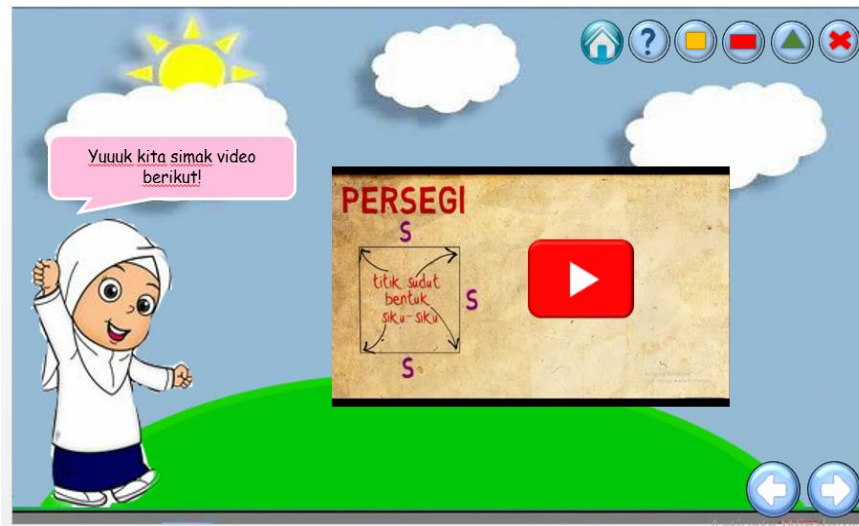 ?
Yuuuk kita simak video
berikut!
PERSEGI
S
titik sudut
bentuk
siku-siku
S
S